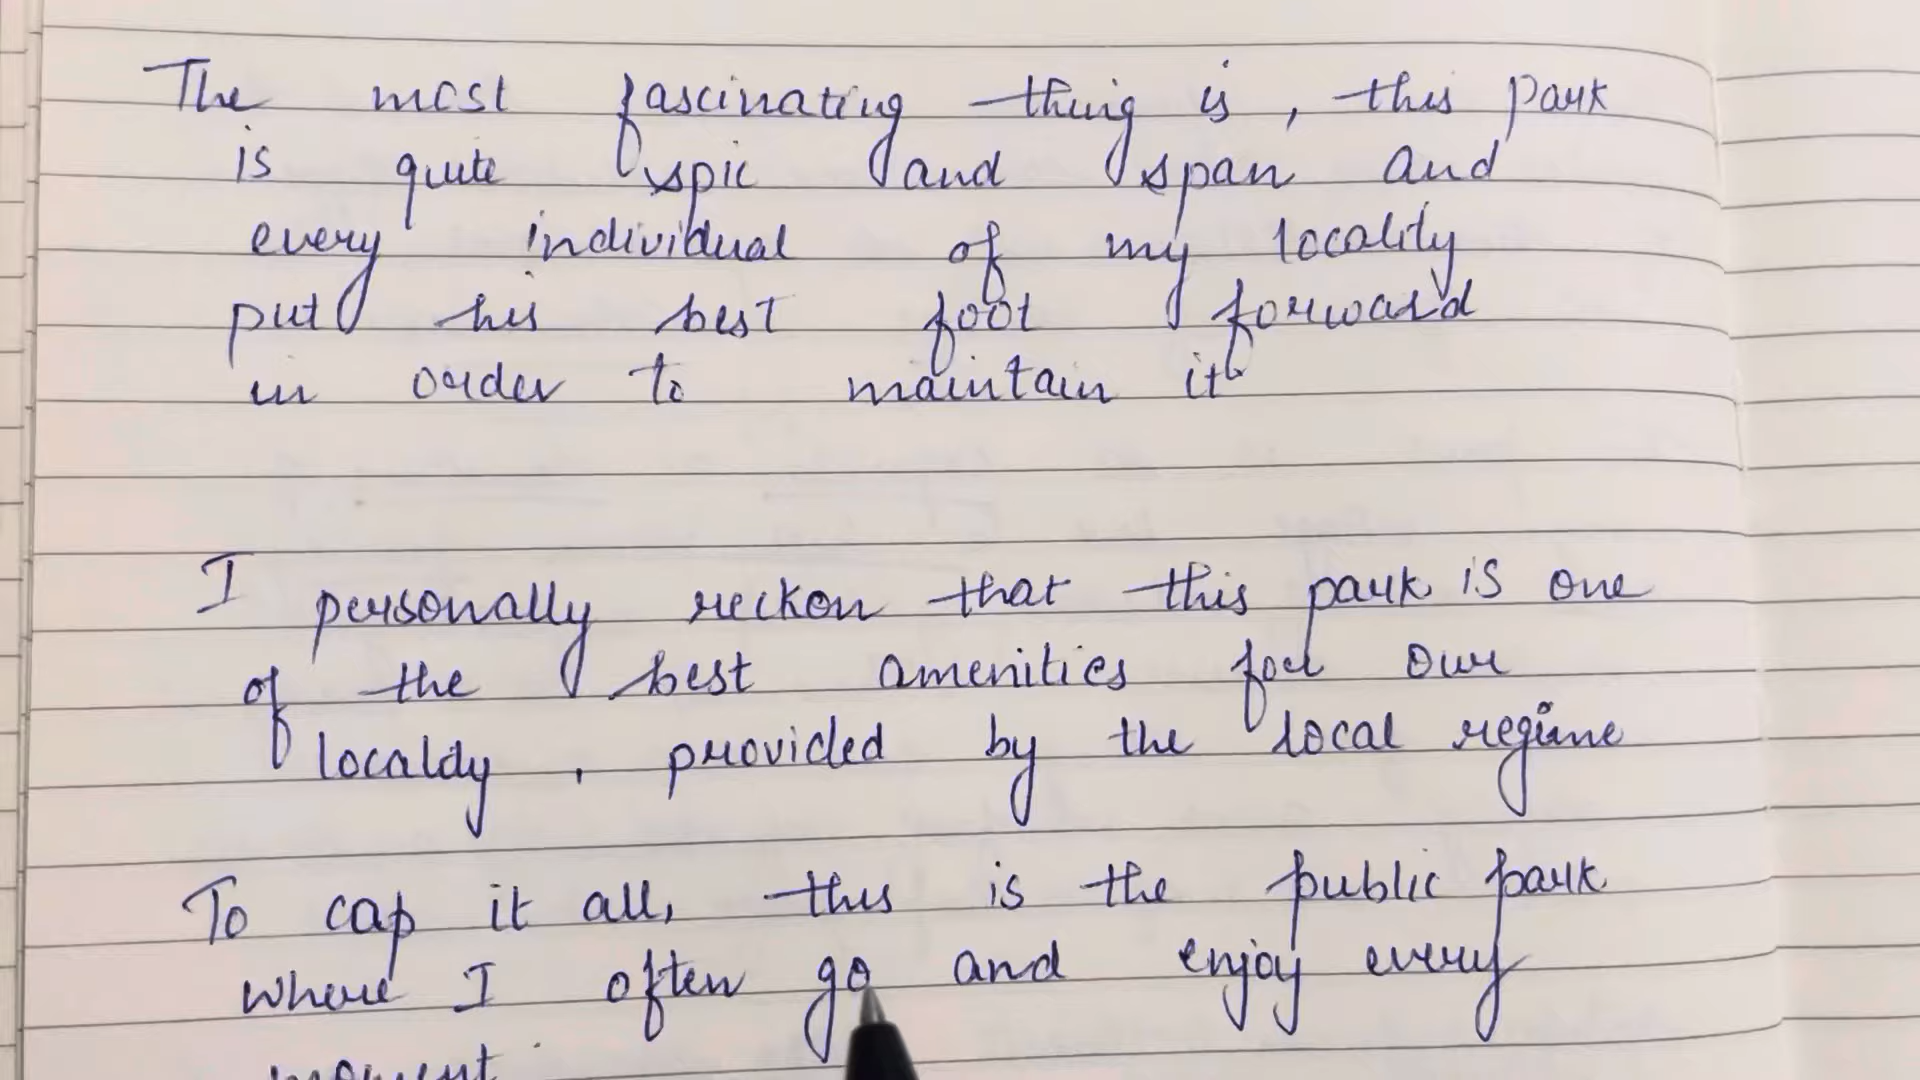 The most fascinating thing is, this park
is quite spic and span and
every individual of my locality
put his best foot forward
in order to maintain it
I personally reckon that this park is one
of the best amenities for our
locality, provided by the local regime
To cap it all, this is the public park
where I often go and enjoy every
moment.